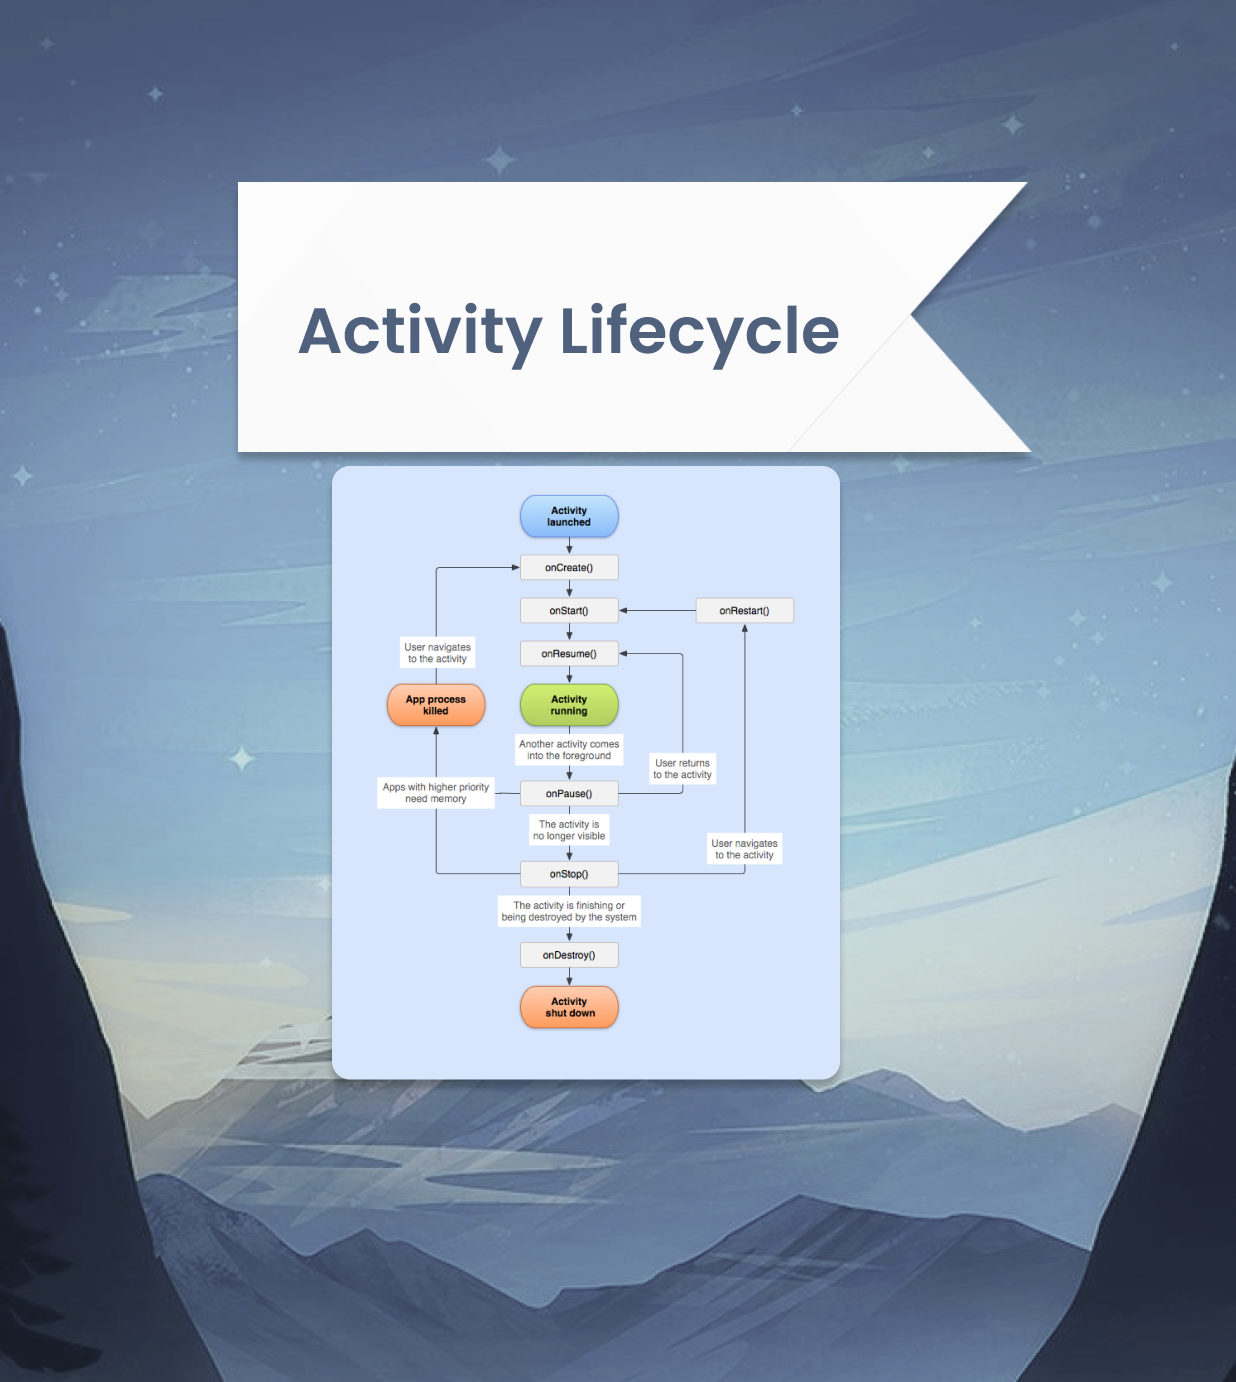 Activity Lifecycle
Activity
launched
onCreate()
onStart()
onRestart()
User navigates
to the activity
onResume()
App process
killed
Activity
running
Another activity comes
into the foreground
User returns
to the activity
Apps with higher priority
need memory
onPause()
The activity is
no longer visible
User navigates
to the activity
onStop()
The activity is finishing or
being destroyed by the system
onDestroy()
Activity
shut down